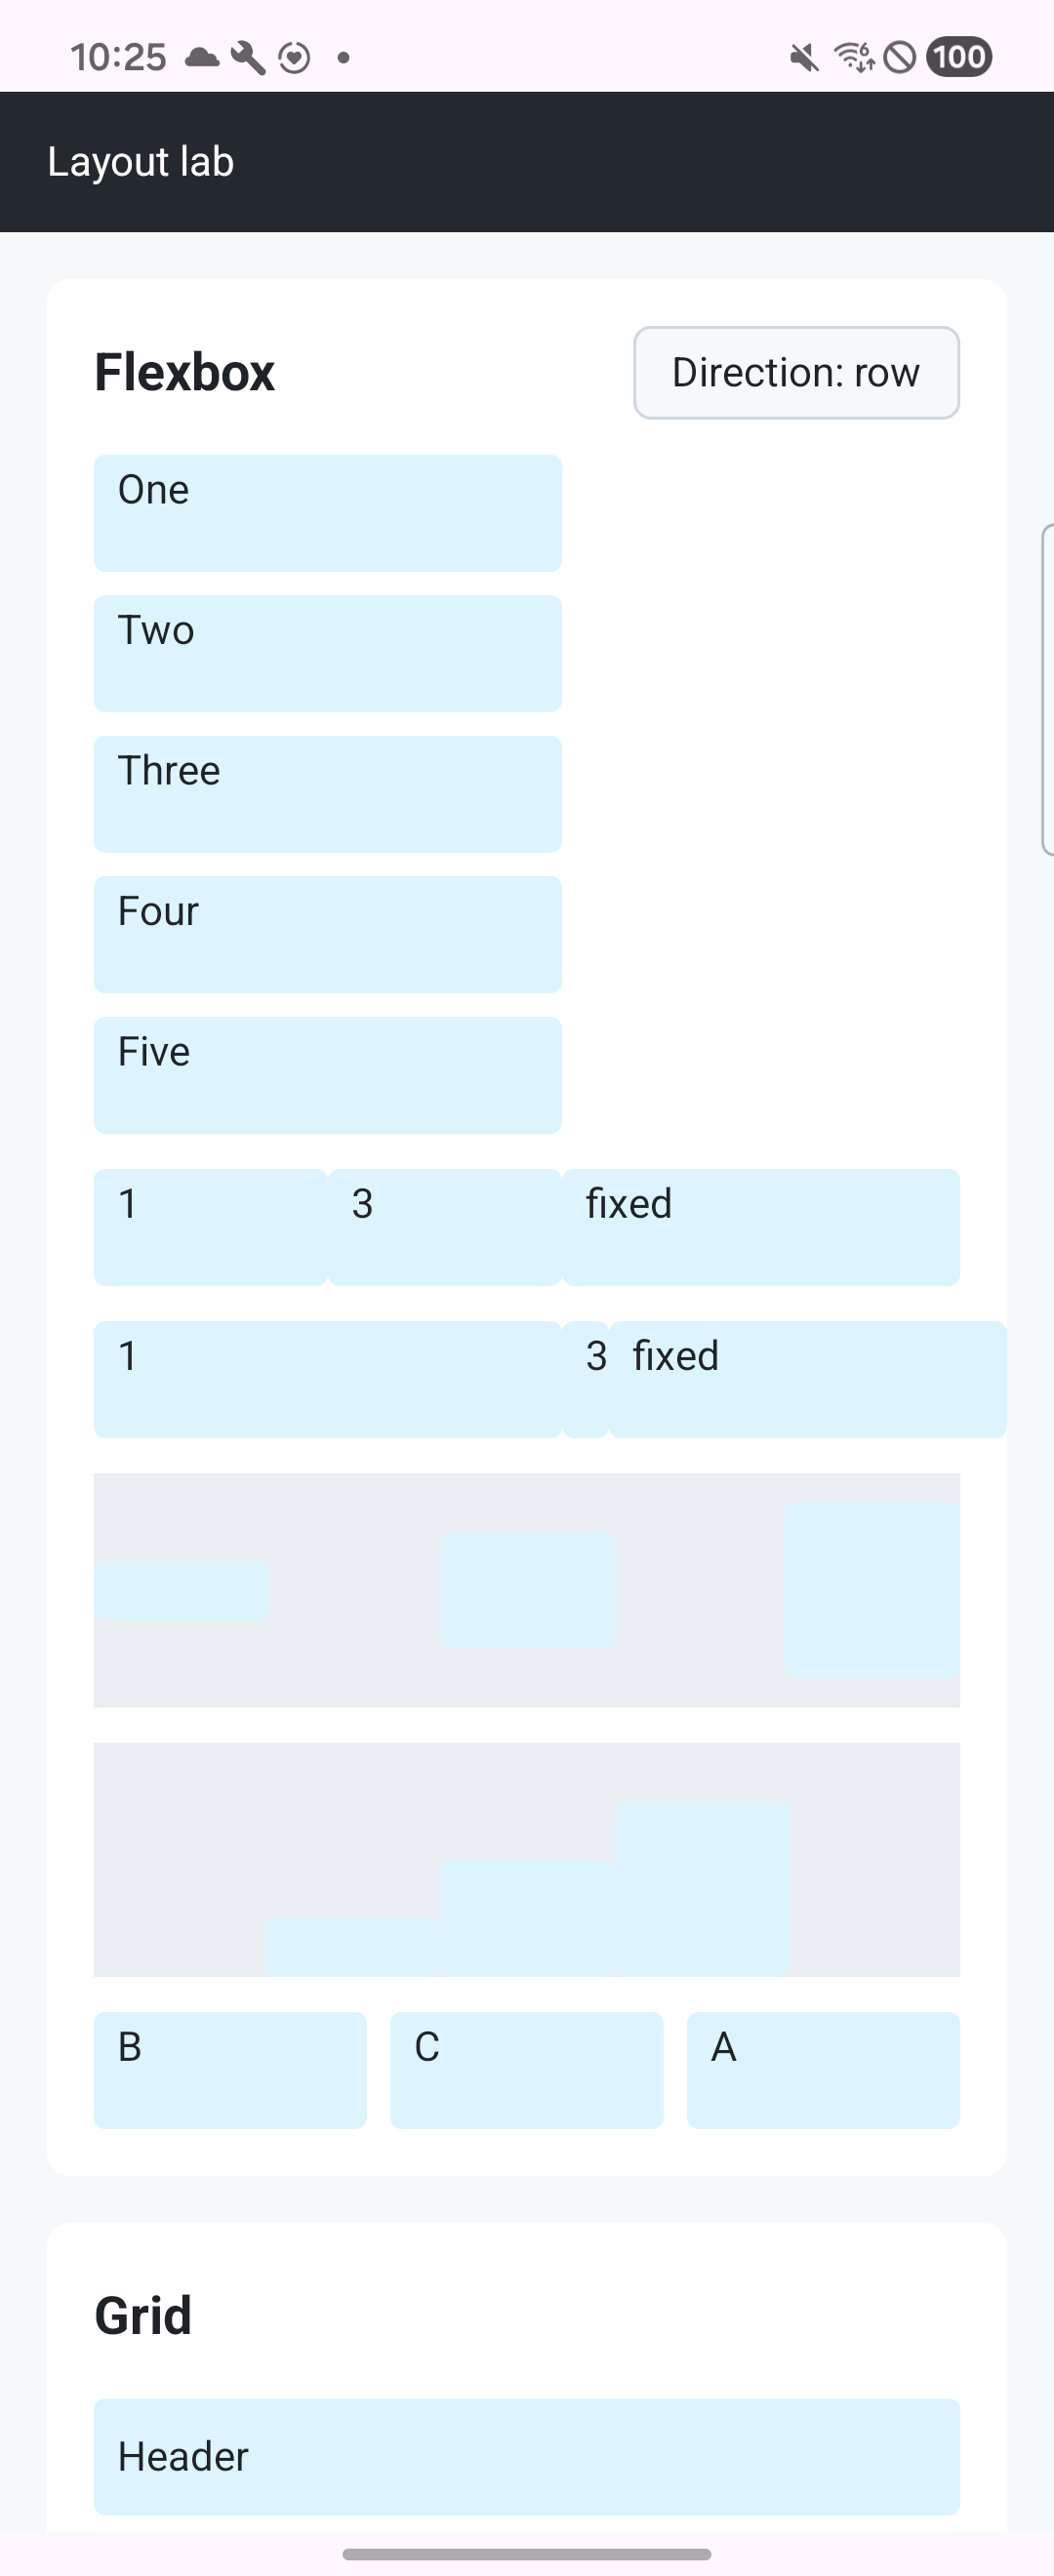 10:25
100
Layout lab
Flexbox
Direction: row
One
Two
Three
Four
Five
1 3 fixed
1 3 fixed
B C A
Grid
Header